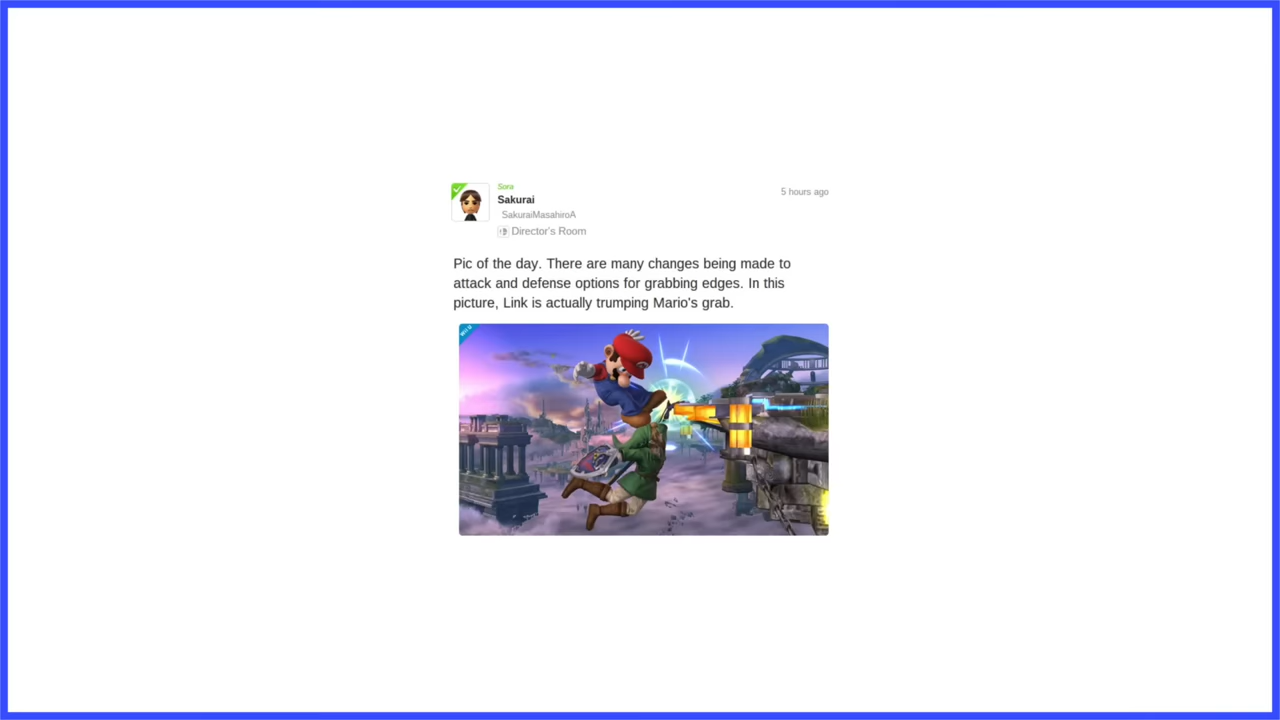 Sora
Sakurai
5 hours ago
SakuraiMasahiroA
Director's Room
Pic of the day. There are many changes being made to
attack and defense options for grabbing edges. In this
picture, Link is actually trumping Mario's grab.
Wii U